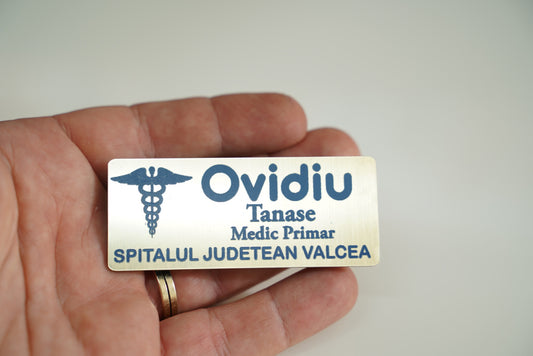 Ovidiu
Tanase
Medic Primar
SPITALUL JUDETEAN VALCEA